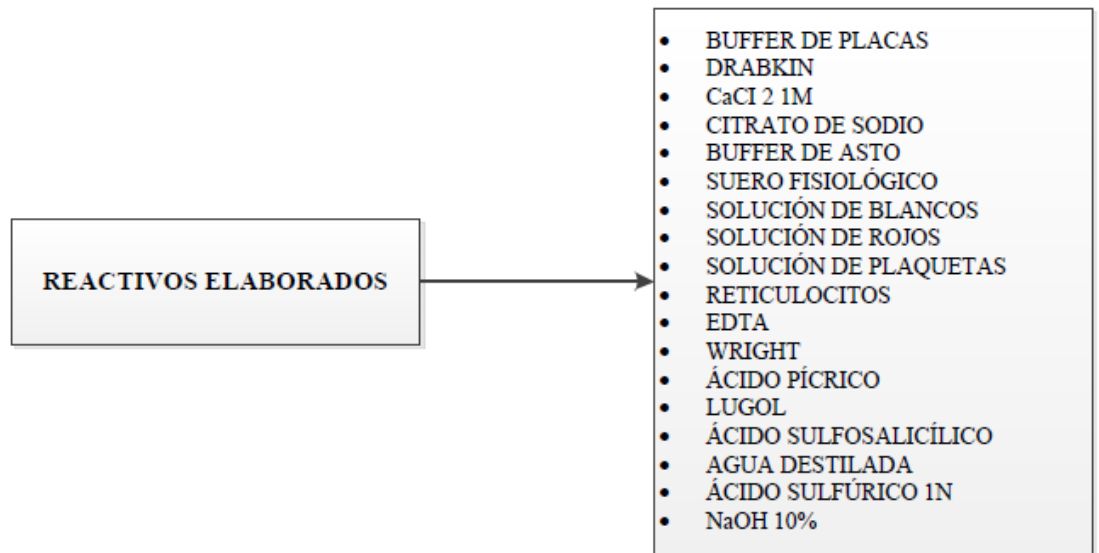 REACTIVOS ELABORADOS
• BUFFER DE PLACAS
• DRABKIN
• CaCI 2 1M
• CITRATO DE SODIO
• BUFFER DE ASTO
• SUERO FISIOLÓGICO
• SOLUCIÓN DE BLANCOS
• SOLUCIÓN DE ROJOS
• SOLUCIÓN DE PLAQUETAS
• RETICULOCITOS
• EDTA
• WRIGHT
• ÁCIDO PÍCRICO
• LUGOL
• ÁCIDO SULFOSALICÍLICO
• AGUA DESTILADA
• ÁCIDO SULFÚRICO 1N
• NaOH 10%